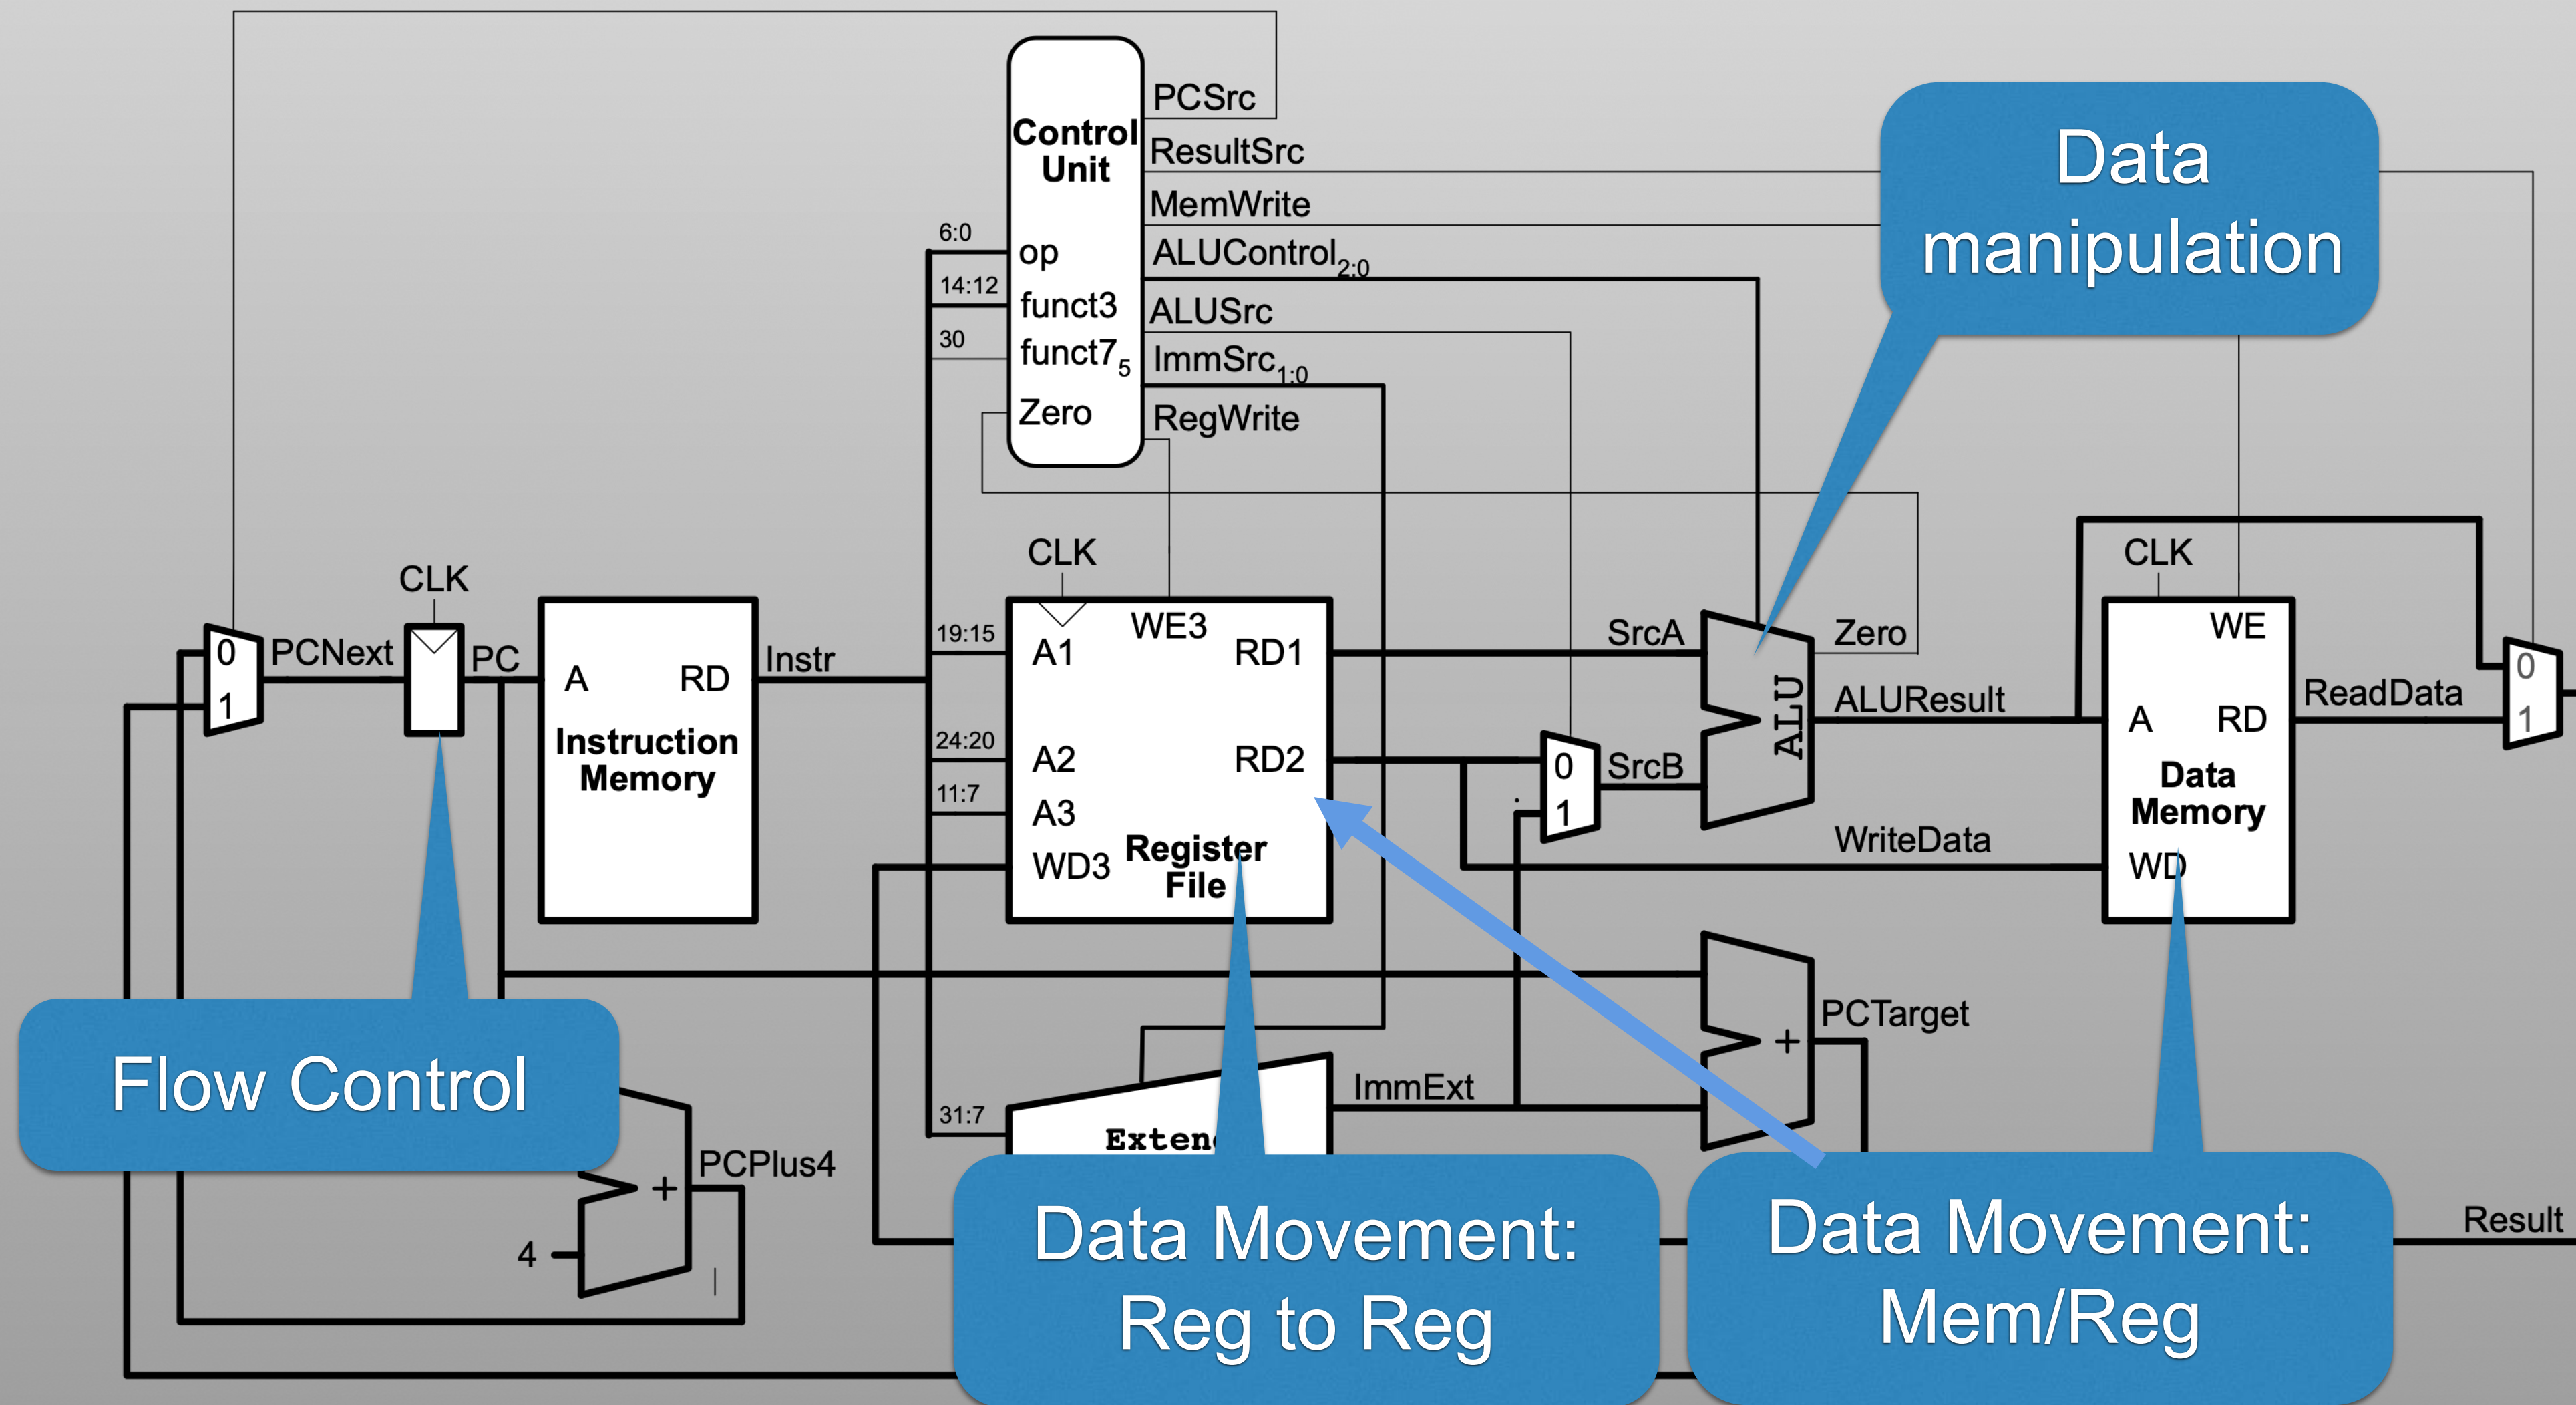 PCSrc
Control
Unit
ResultSrc
MemWrite
ALUControl2:0
ALUSrc
ImmSrc1:0
RegWrite
6:0
op
14:12
funct3
30
funct75
Zero
Data
manipulation
CLK
PCNext
0
1
PC
A
RD
Instr
Instruction
Memory
CLK
19:15
A1
WE3
RD1
24:20
A2
RD2
11:7
A3
WD3
Register
File
SrcA
0
1
SrcB
ALU
Zero
ALUResult
WriteData
CLK
WE
A
RD
Data
Memory
WD
ReadData
0
1
Flow Control
PCPlus4
+
4
31:7
ImmExt
PCTarget
+
Data Movement:
Reg to Reg
Data Movement:
Mem/Reg
Result